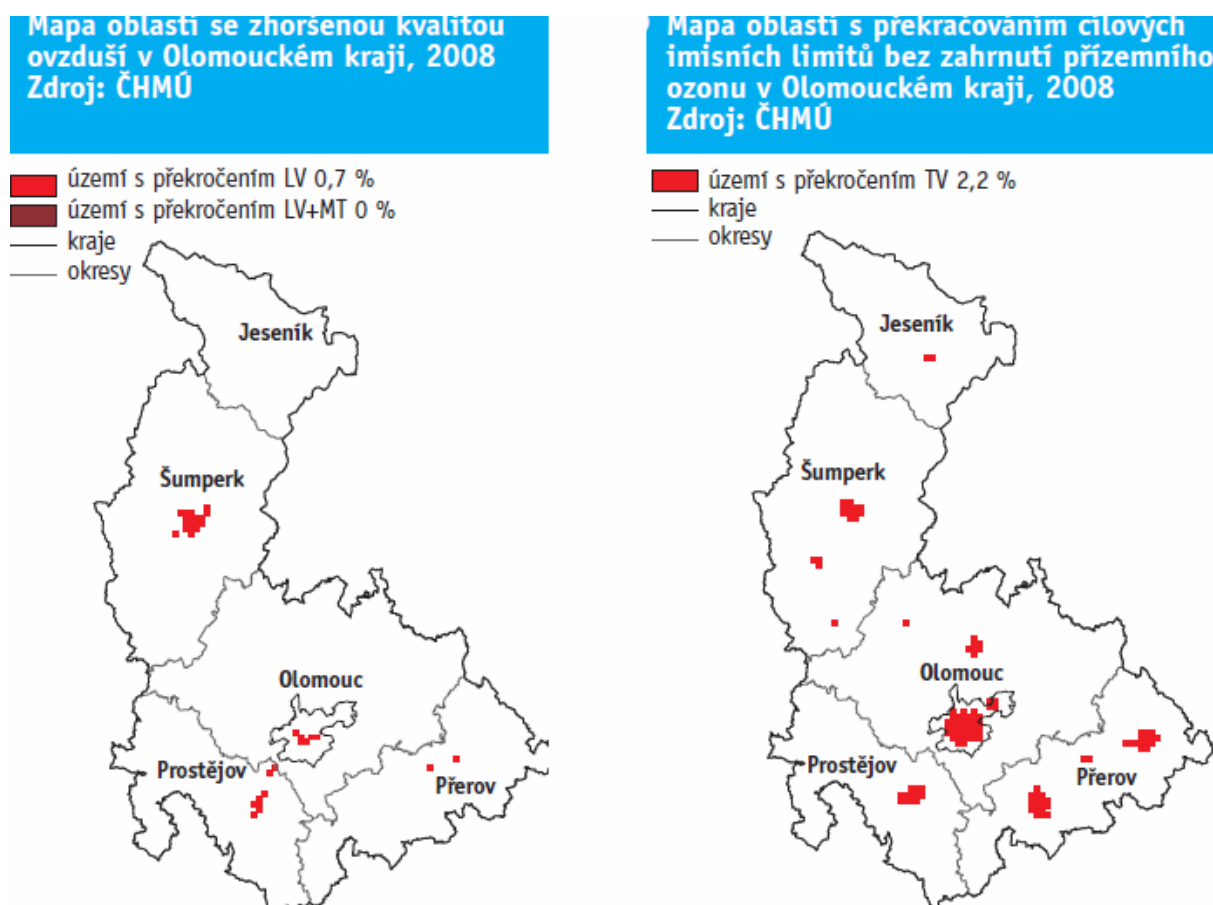 Mapa oblastí se zhoršenou kvalitou
ovzduší v Olomouckém kraji, 2008
Zdroj: ČHMÚ
území s překročením LV 0,7 %
území s překročením LV+MT 0 %
kraje
okresy
Jeseník
Šumperk
Olomouc
Prostějov
Přerov
Mapa oblastí s překračováním cílových
imisních limitů bez zahrnutí přízemního
ozonu v Olomouckém kraji, 2008
Zdroj: ČHMÚ
území s překročením TV 2,2 %
kraje
okresy
Jeseník
Šumperk
Olomouc
Prostějov
Přerov